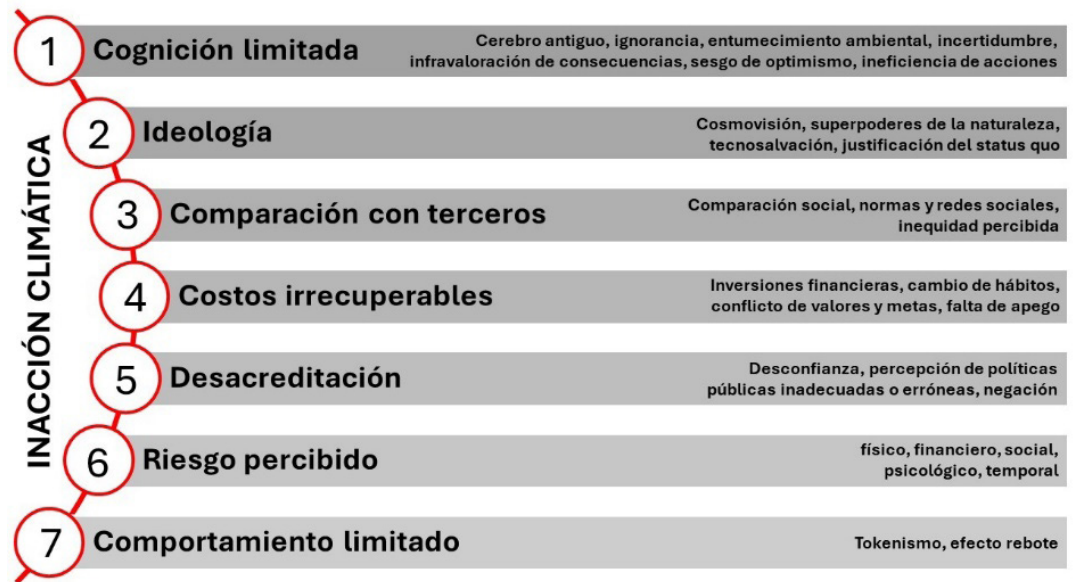 INACCIÓN CLIMÁTICA
1
Cognición limitada
Cerebro antiguo, ignorancia, entumecimiento ambiental, incertidumbre,
infravaloración de consecuencias, sesgo de optimismo, ineficiencia de acciones
2
Ideología
Cosmovisión, superpoderes de la naturaleza,
tecnosalvación, justificación del status quo
3
Comparación con terceros
Comparación social, normas y redes sociales,
inequidad percibida
4
Costos irrecuperables
Inversiones financieras, cambio de hábitos,
conflicto de valores y metas, falta de apego
5
Desacreditación
Desconfianza, percepción de políticas
públicas inadecuadas o erróneas, negación
6
Riesgo percibido
físico, financiero, social,
psicológico, temporal
7
Comportamiento limitado
Tokenismo, efecto rebote